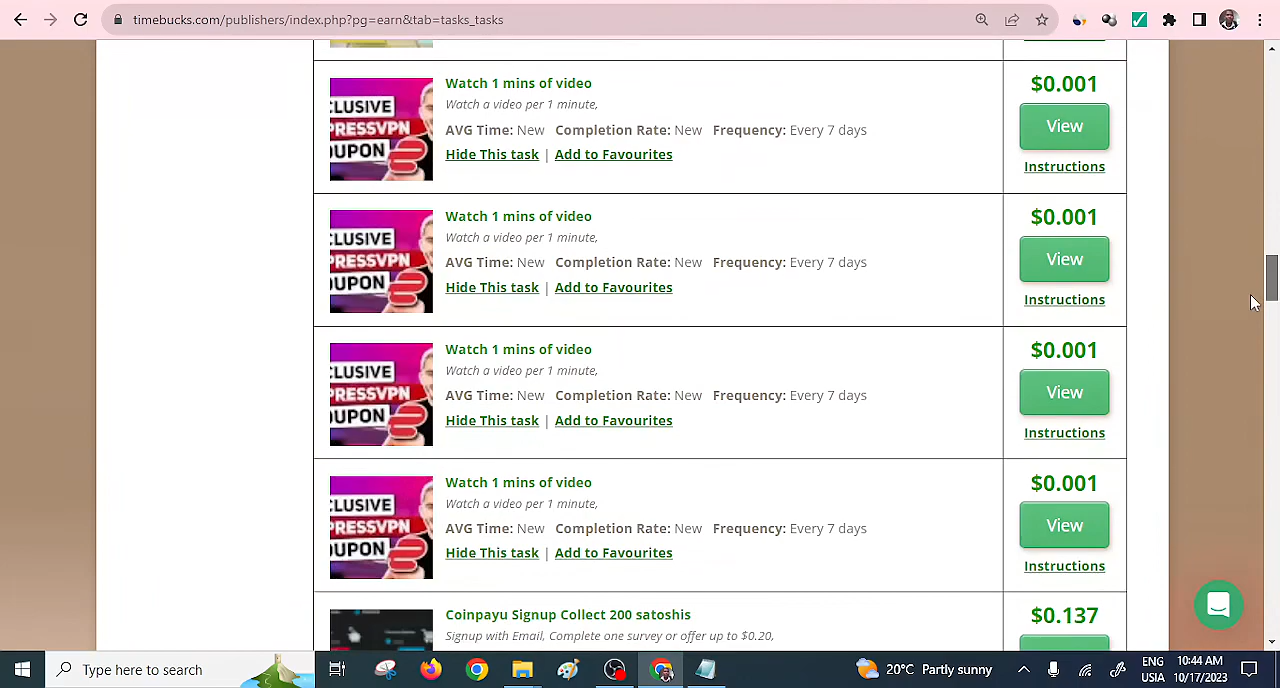 timebucks.com/publishers/index.php?pg=earn&tab=tasks_tasks
CLUSIVE
PRESSVPN
OUPON
Watch 1 mins of video
Watch a video per 1 minute,
AVG Time: New Completion Rate: New Frequency: Every 7 days
Hide This task | Add to Favourites
$0.001
View
Instructions
CLUSIVE
PRESSVPN
OUPON
Watch 1 mins of video
Watch a video per 1 minute,
AVG Time: New Completion Rate: New Frequency: Every 7 days
Hide This task | Add to Favourites
$0.001
View
Instructions
CLUSIVE
PRESSVPN
OUPON
Watch 1 mins of video
Watch a video per 1 minute,
AVG Time: New Completion Rate: New Frequency: Every 7 days
Hide This task | Add to Favourites
$0.001
View
Instructions
CLUSIVE
PRESSVPN
OUPON
Watch 1 mins of video
Watch a video per 1 minute,
AVG Time: New Completion Rate: New Frequency: Every 7 days
Hide This task | Add to Favourites
$0.001
View
Instructions
Coinpayu Signup Collect 200 satoshis
Signup with Email, Complete one survey or offer up to $0.20,
$0.137
Type here to search
20°C Partly sunny
ENG
USIA
10:44 AM
10/17/2023